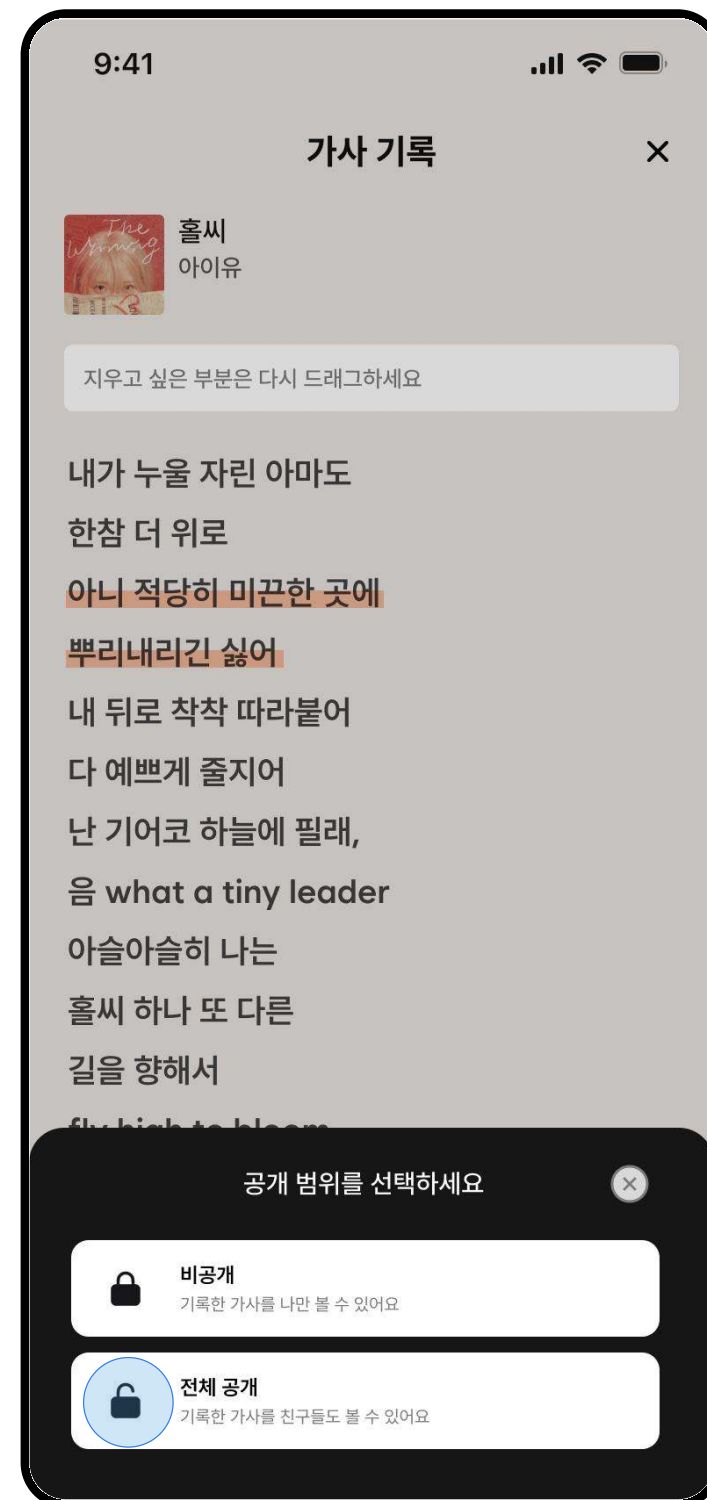 9:41
가사 기록
The
Winning
홀씨
아이유
지우고 싶은 부분은 다시 드래그하세요
내가 누울 자린 아마도
한참 더 위로
아니 적당히 미끈한 곳에
뿌리내리긴 싫어
내 뒤로 착착 따라붙어
다 예쁘게 줄지어
난 기어코 하늘에 필래,
음 what a tiny leader
아슬아슬히 나는
홀씨 하나 또 다른
길을 향해서
fly high to bloom
공개 범위를 선택하세요
비공개
기록한 가사를 나만 볼 수 있어요
전체 공개
기록한 가사를 친구들도 볼 수 있어요